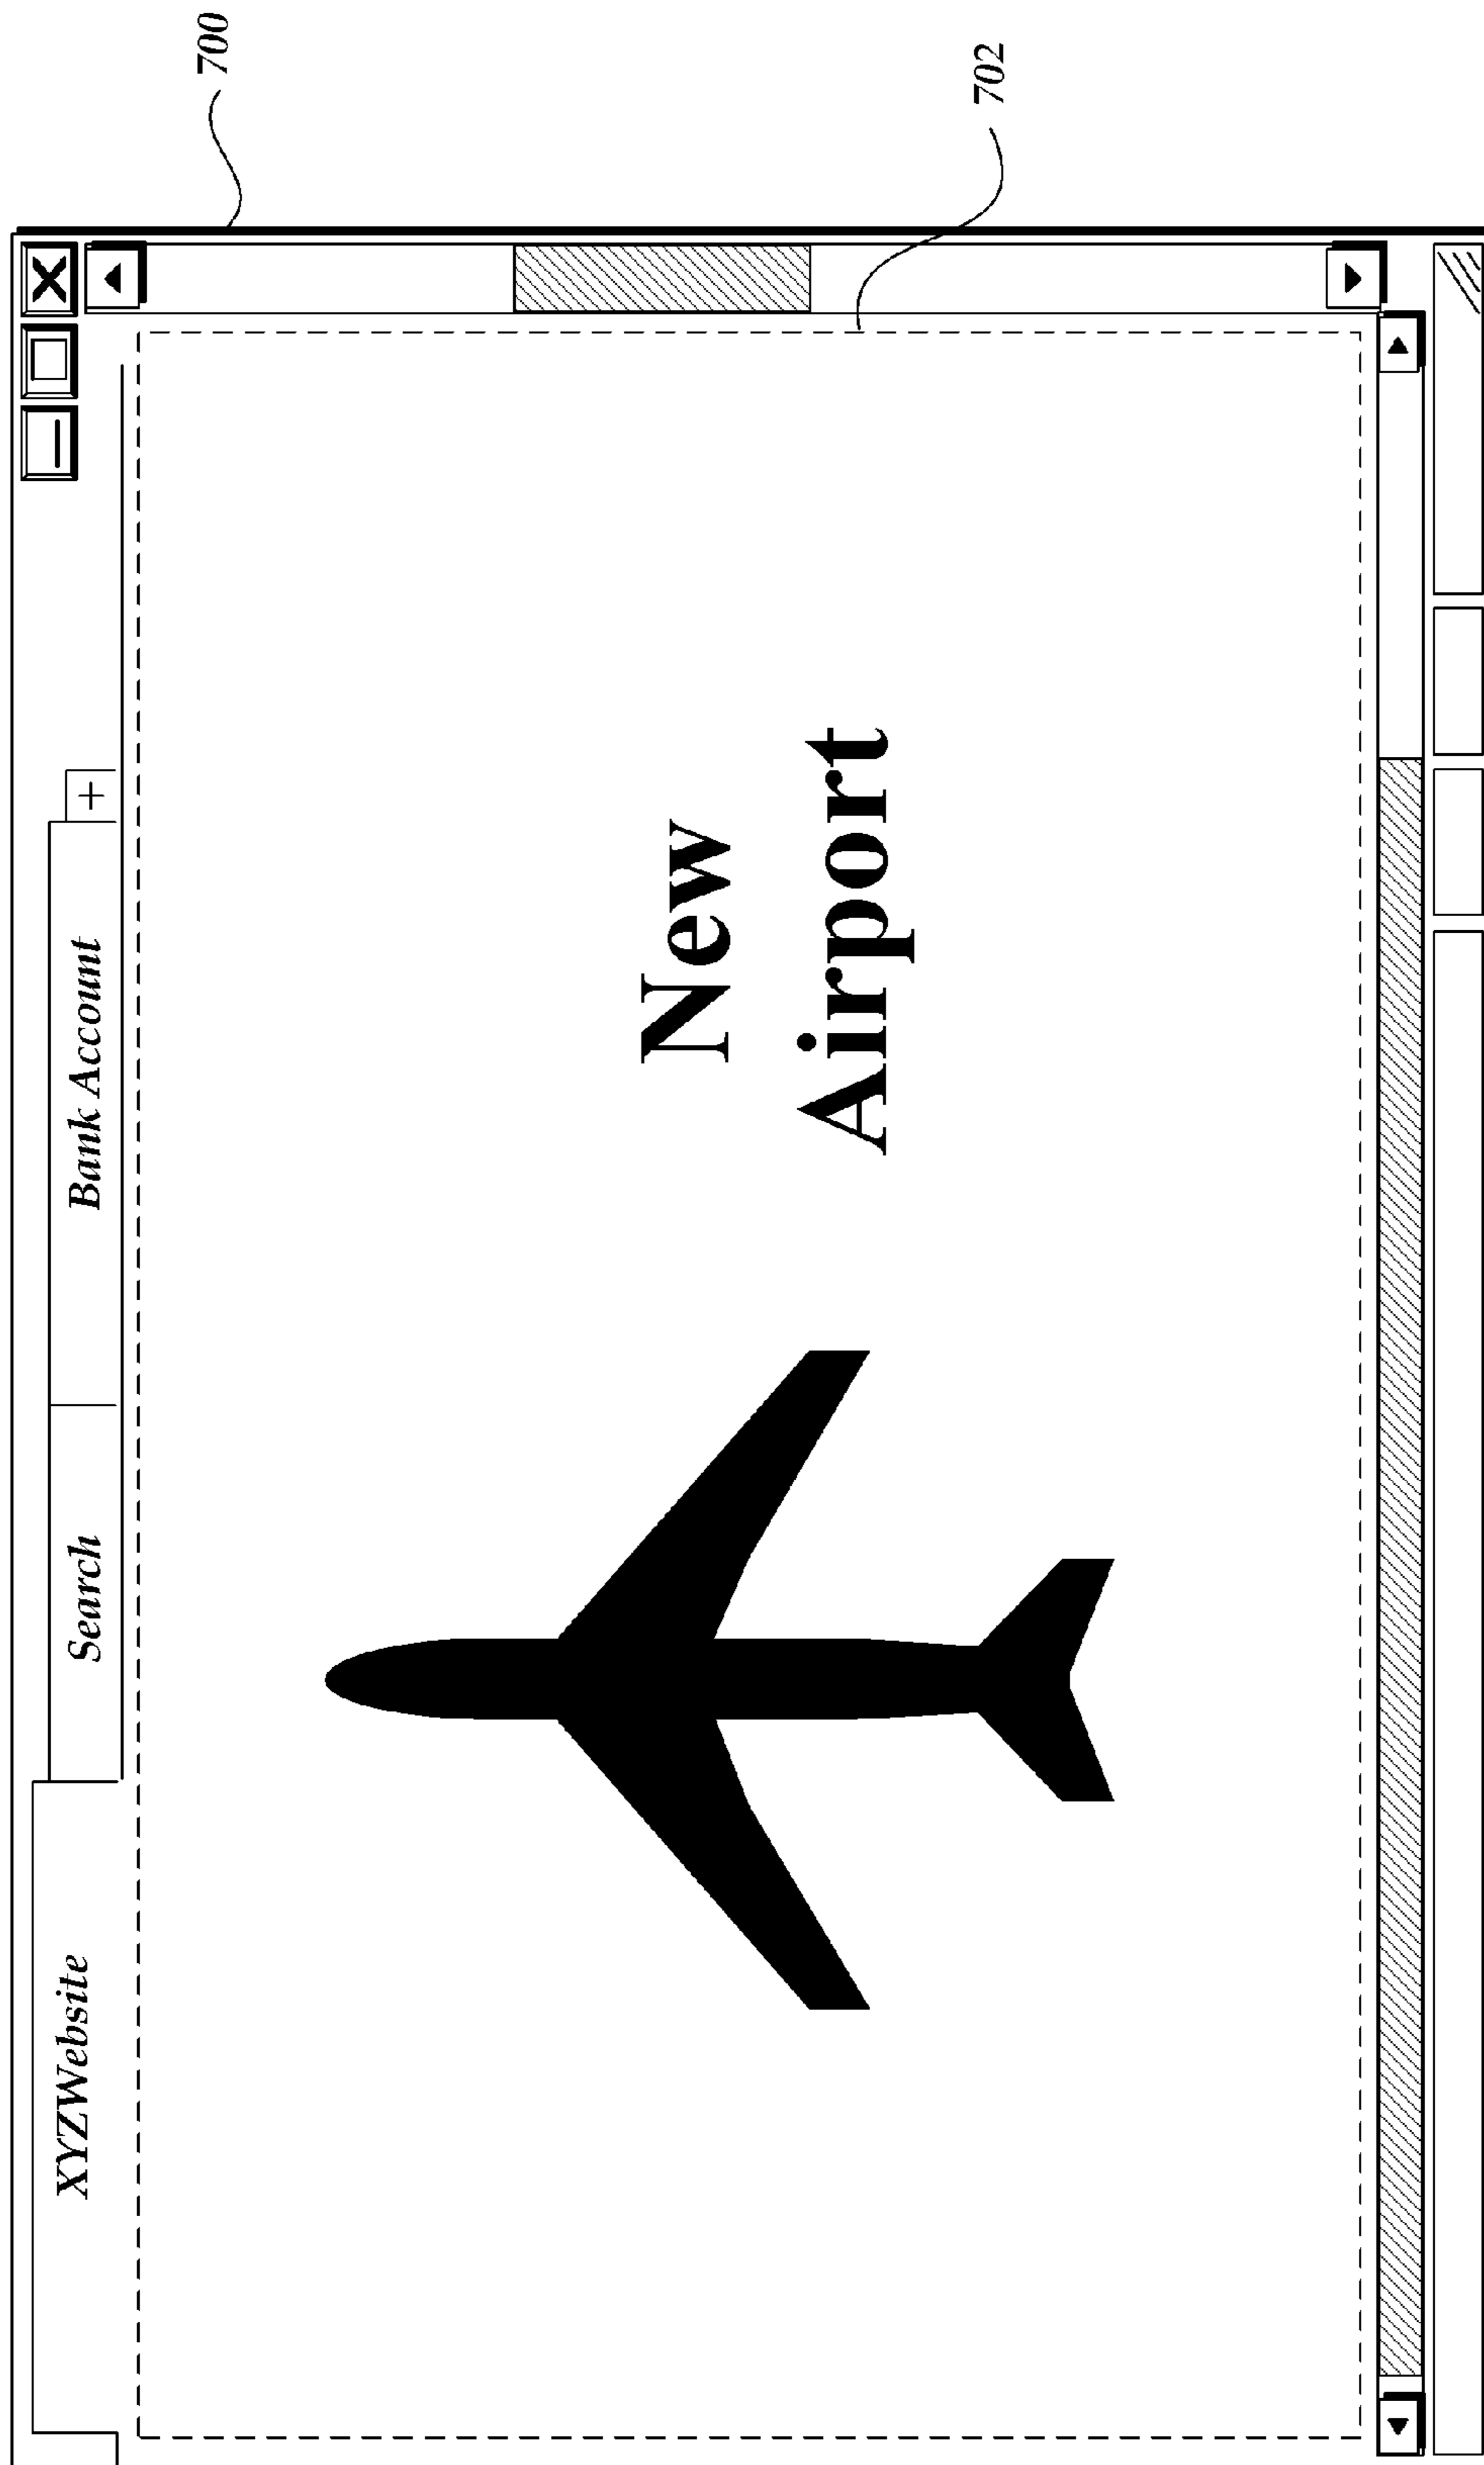 XYZWebsite
Search
Bank Account
+
700
702
New
Airport